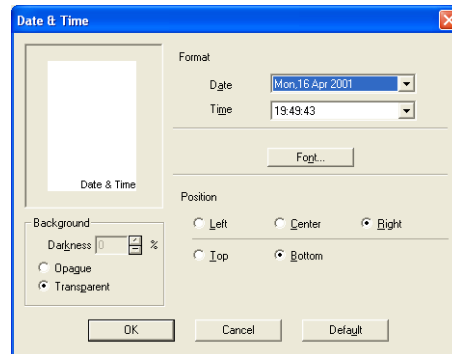 Date & Time
Format
Date Mon,16 Apr 2001
Time 19:49:43
Font...
Date & Time
Position
Background
Left Center Right
Darkness 0 %
Top Bottom
Opaque
Transparent
OK Cancel Default